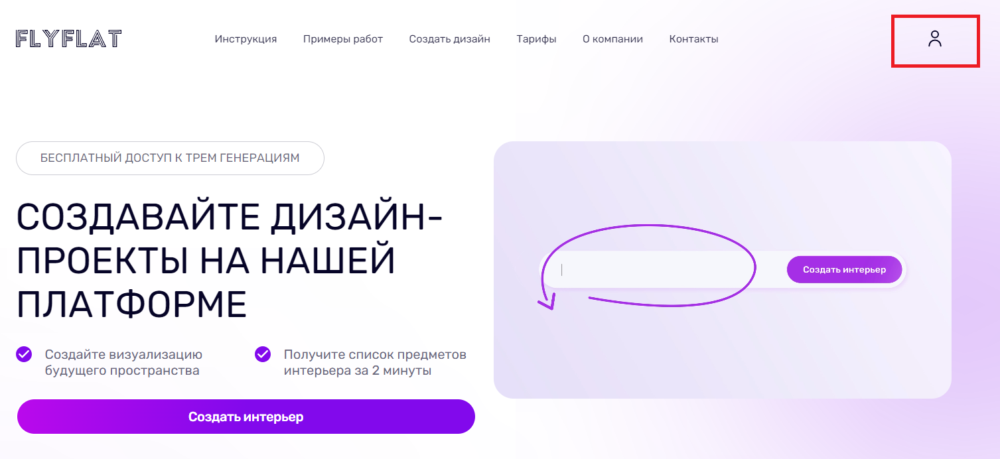 FLYFLAT
Инструкция Примеры работ Создать дизайн Тарифы О компании Контакты
БЕСПЛАТНЫЙ ДОСТУП К ТРЕМ ГЕНЕРАЦИЯМ
СОЗДАВАЙТЕ ДИЗАЙН-
ПРОЕКТЫ НА НАШЕЙ
ПЛАТФОРМЕ
Создайте визуализацию
будущего пространства
Получите список предметов
интерьера за 2 минуты
Создать интерьер
Создать интерьер